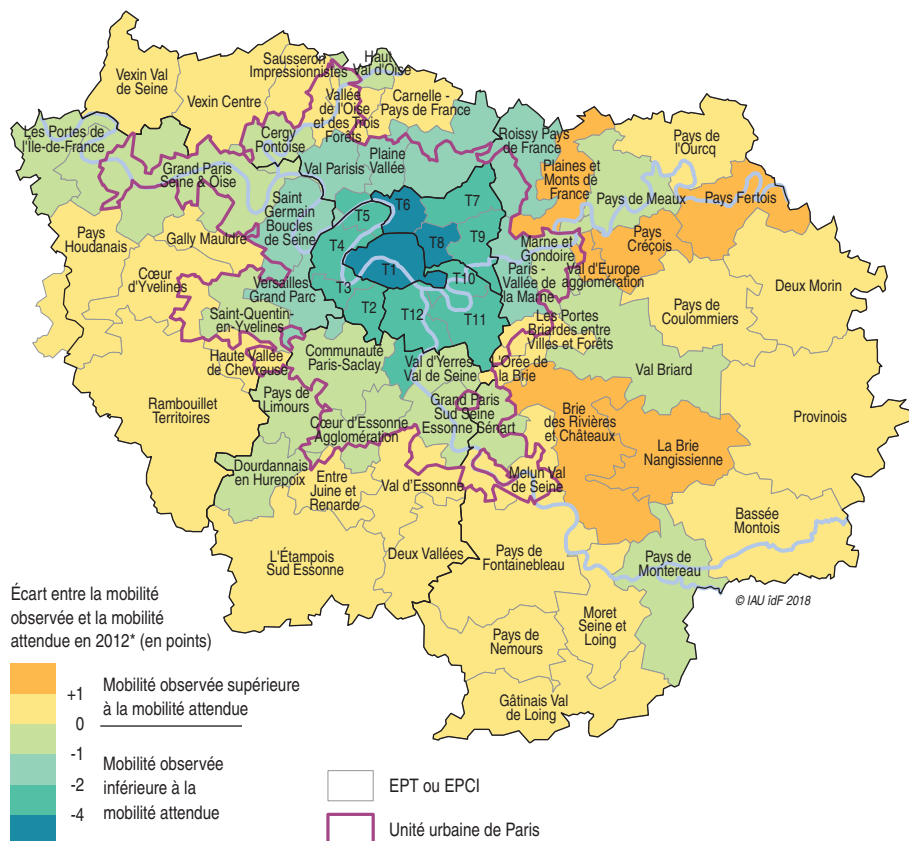 Haut
Val d'Oise
Sausseron
Impressionnistes
Vexin Val
de Seine
Vexin Centre
Vallée
de l'Oise
et des Trois
Forêts
Carnelle -
Pays de France
Les Portes de
l'Ile-de-France
Cergy
Pontoise
Roissy Pays
de France
Pays de
l'Ourcq
Grand Paris
Seine & Oise
Val Parisis
Plaine
Vallée
Plaines et
Monts de
France
Pays de Meaux
Pays Fertois
Saint
Germain
Boucles
de Seine
T5
T6
T7
Pays
Houdanais
Gally Mauldre
T4
T8
T9
Marne et
Gondoire
Pays
Créçois
Cœur
d'Yvelines
T1
T10
Paris -
Vallée de
la Marne
Val d'Europe
agglomération
Deux Morin
Versailles
Grand Parc
T3
T2
T12
T11
Pays de
Coulommiers
Saint-Quentin-
en-Yvelines
Les Portes
Briardes entre
Villes et Forêts
Haute Vallée
de Chevreuse
Communauté
Paris-Saclay
Val d'Yerres
Val de Seine
L'Orée de
la Brie
Val Briard
Rambouillet
Territoires
Pays de
Limours
Grand Paris
Sud Seine
Essonne Sénart
Provinois
Cœur d'Essonne
Agglomération
Brie
des Rivières
et Châteaux
La Brie
Nangissienne
Dourdannais
en Hurepoix
Entre
Juine et
Renarde
Val d'Essonne
Melun Val
de Seine
Bassée
Montois
L'Étampois
Sud Essonne
Deux Vallées
Pays de
Fontainebleau
Pays de
Montereau
© IAU îdF 2018
Moret
Seine et
Loing
Pays de
Nemours
Gâtinais Val
de Loing
Écart entre la mobilité
observée et la mobilité
attendue en 2012* (en points)
+1
0
-1
-2
-4
Mobilité observée supérieure
à la mobilité attendue
Mobilité observée
inférieure à la
mobilité attendue
EPT ou EPCI
Unité urbaine de Paris